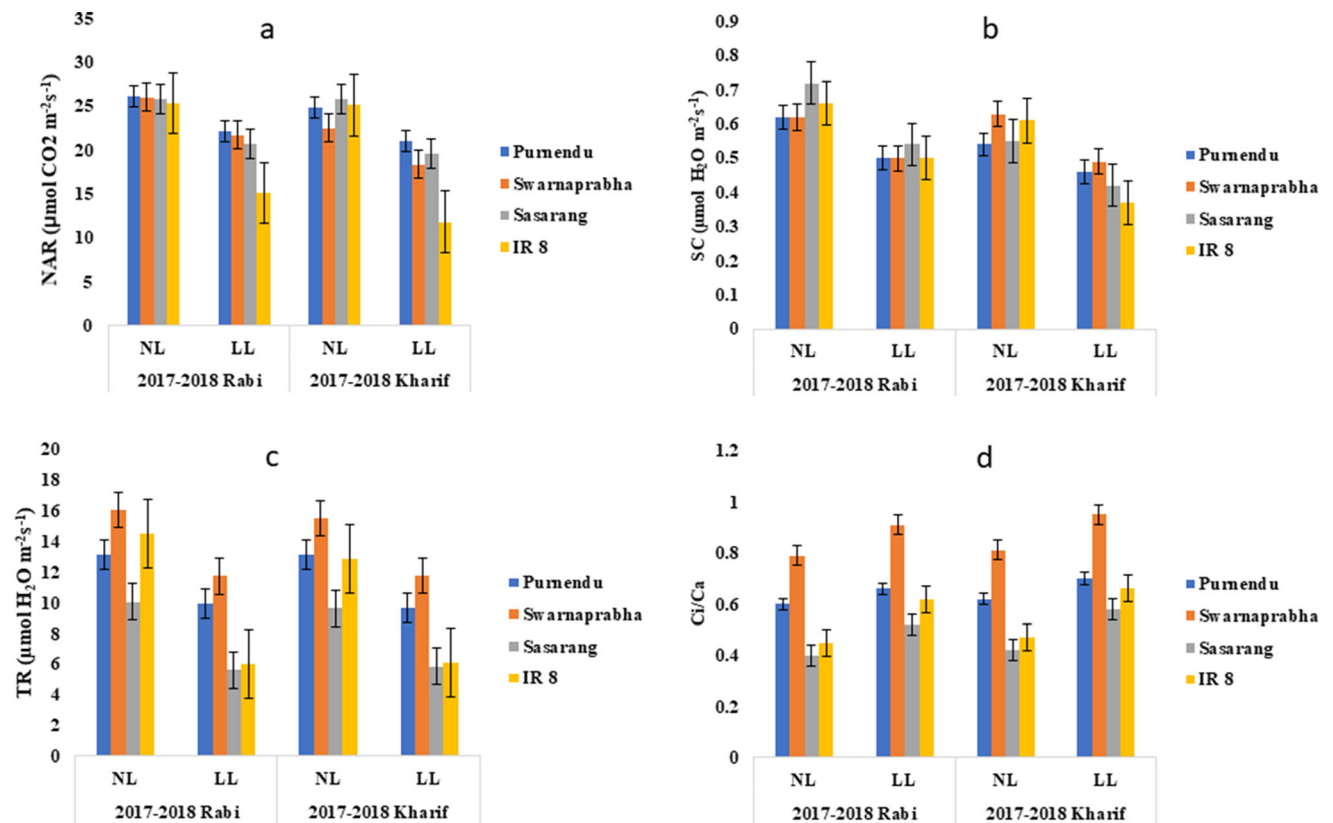 a
NAR (µmol CO2 m⁻²s⁻¹)
35
30
25
20
15
10
5
0
NL LL NL LL
2017-2018 Rabi 2017-2018 Kharif
Purnendu
Swarnaprabha
Sasarang
IR 8
b
SC (µmol H₂O m⁻²s⁻¹)
0.9
0.8
0.7
0.6
0.5
0.4
0.3
0.2
0.1
0
NL LL NL LL
2017-2018 Rabi 2017-2018 Kharif
Purnendu
Swarnaprabha
Sasarang
IR 8
c
TR (µmol H₂O m⁻²s⁻¹)
20
18
16
14
12
10
8
6
4
2
0
NL LL NL LL
2017-2018 Rabi 2017-2018 Kharif
Purnendu
Swarnaprabha
Sasarang
IR 8
d
Ci/Ca
1.2
1
0.8
0.6
0.4
0.2
0
NL LL NL LL
2017-2018 Rabi 2017-2018 Kharif
Purnendu
Swarnaprabha
Sasarang
IR 8